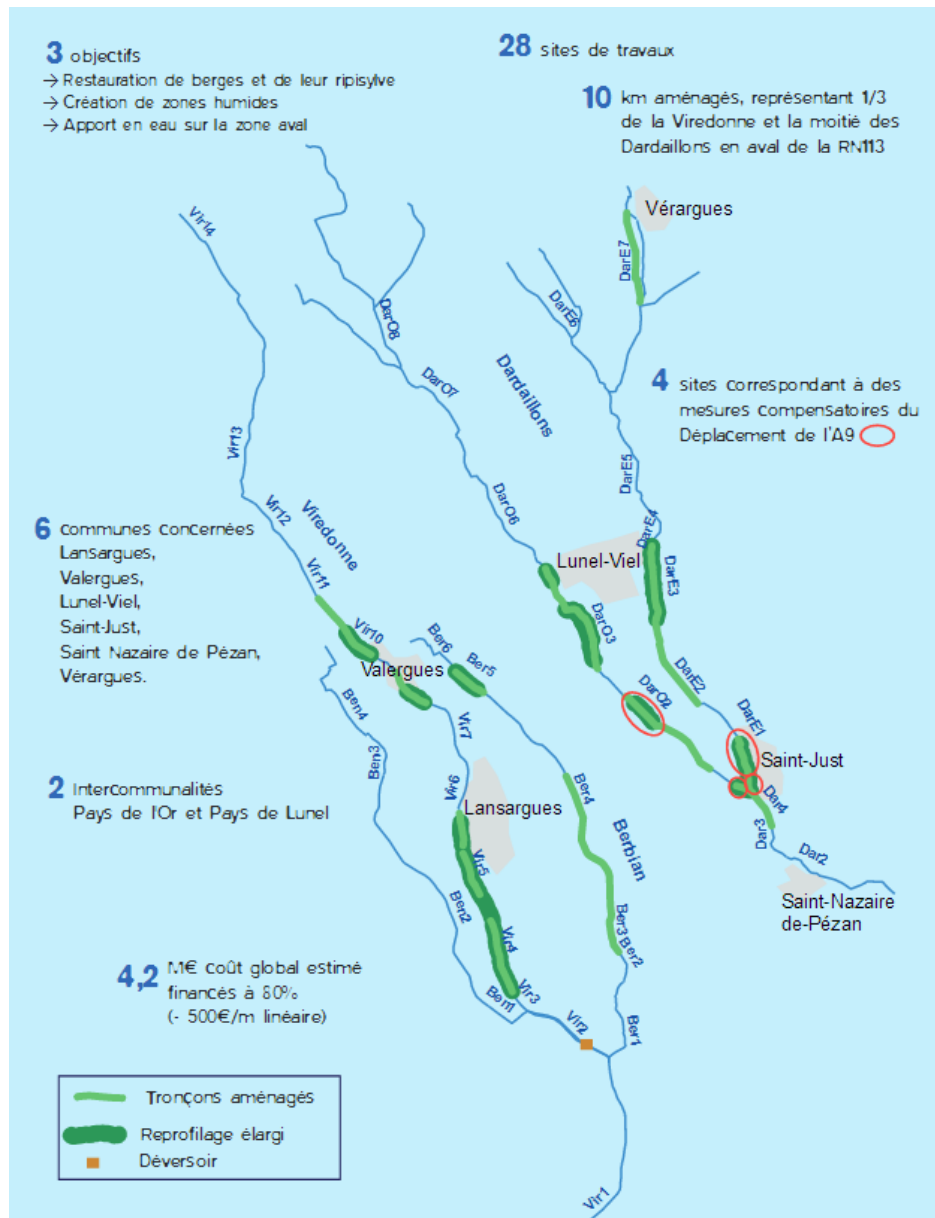 3 objectifs
→ Restauration de berges et de leur ripisylve
→ Création de zones humides
→ Apport en eau sur la zone aval
28 sites de travaux
10 km aménagés, représentant 1/3
de la Viredonne et la moitié des
Dardaillons en aval de la RN113
Vérargues
Vir14
DarE7
DarE6
DarO8
DarO7
Dardaillons
4 sites correspondant à des
mesures compensatoires du
Déplacement de l'A9
Vir13
DarE5
Vir12
Viredonne
DarO6
DarE4
6 communes concernées
Lansargues,
Valergues,
Lunel-Viel,
Saint-Just,
Saint Nazaire de Pézan,
Vérargues.
Lunel-Viel
DarE3
Vir11
DarO3
Vir10
Ber6
Ber5
Valergues
DarE2
DarO2
Ben4
Ben3
Vir7
DarE1
Saint-Just
2 Intercommunalités
Pays de l'Or et Pays de Lunel
Vir6
Lansargues
Ber4
Berbian
Dar4
Dar3
Dar2
Vir5
Saint-Nazaire
de-Pézan
Ben2
Vir4
Ber3
Ber2
4,2 M€ coût global estimé
financés à 80%
(- 500€/m linéaire)
Ben1
Vir3
Vir2
Ber1
Tronçons aménagés
Reprofilage élargi
Déversoir
Vir1